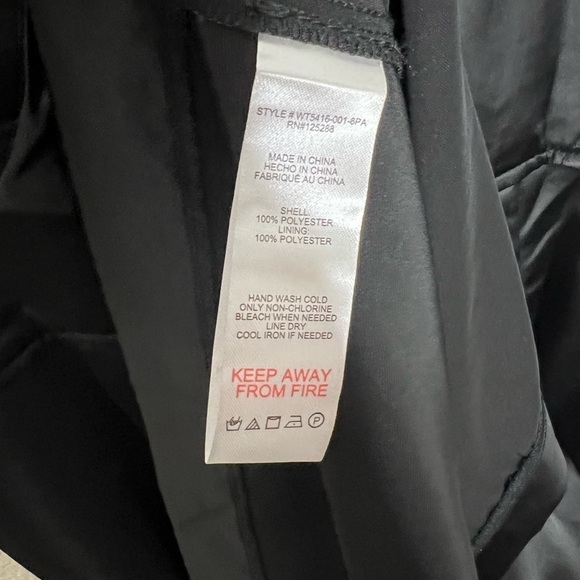 STYLE # WT5416-001-6PA
RN#125288
MADE IN CHINA
HECHO IN CHINA
FABRIQUÉ AU CHINA
SHELL:
100% POLYESTER
LINING:
100% POLYESTER
HAND WASH COLD
ONLY NON-CHLORINE
BLEACH WHEN NEEDED
LINE DRY
COOL IRON IF NEEDED
KEEP AWAY
FROM FIRE
P